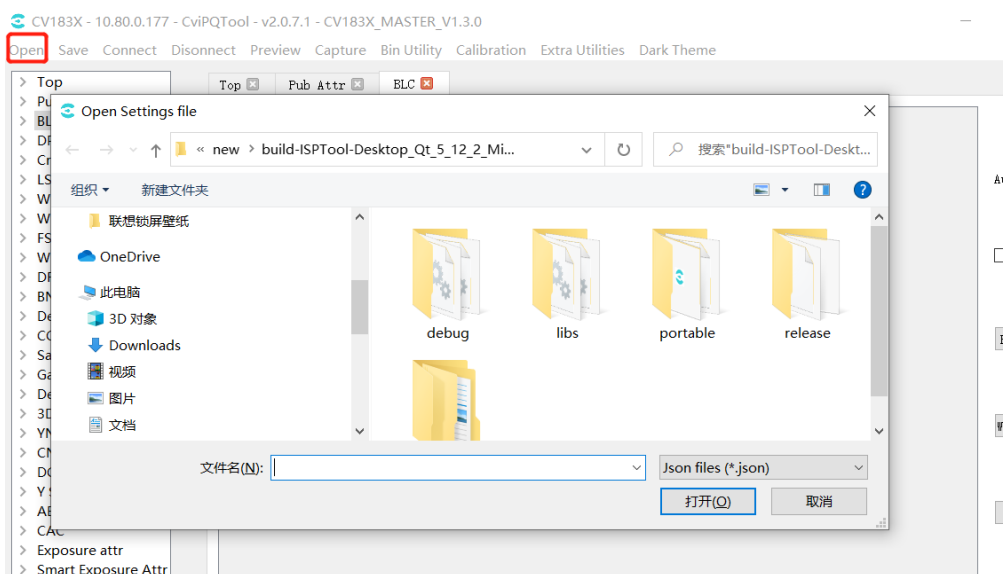 CV183X - 10.80.0.177 - CviPQTool - v2.0.7.1 - CV183X_MASTER_V1.3.0
Open Save Connect Disonnect Preview Capture Bin Utility Calibration Extra Utilities Dark Theme
Top
Top Pub Attr BLC
Open Settings file
« new > build-ISPTool-Desktop_Qt_5_12_2_Mi...
搜索"build-ISPTool-Deskt...
组织 新建文件夹
联想锁屏壁纸
OneDrive
此电脑
3D 对象
Downloads
视频
图片
文档
debug libs portable release
文件名(N):
Json files (*.json)
打开(O) 取消
CAC
Exposure attr
Smart Exposure Attr